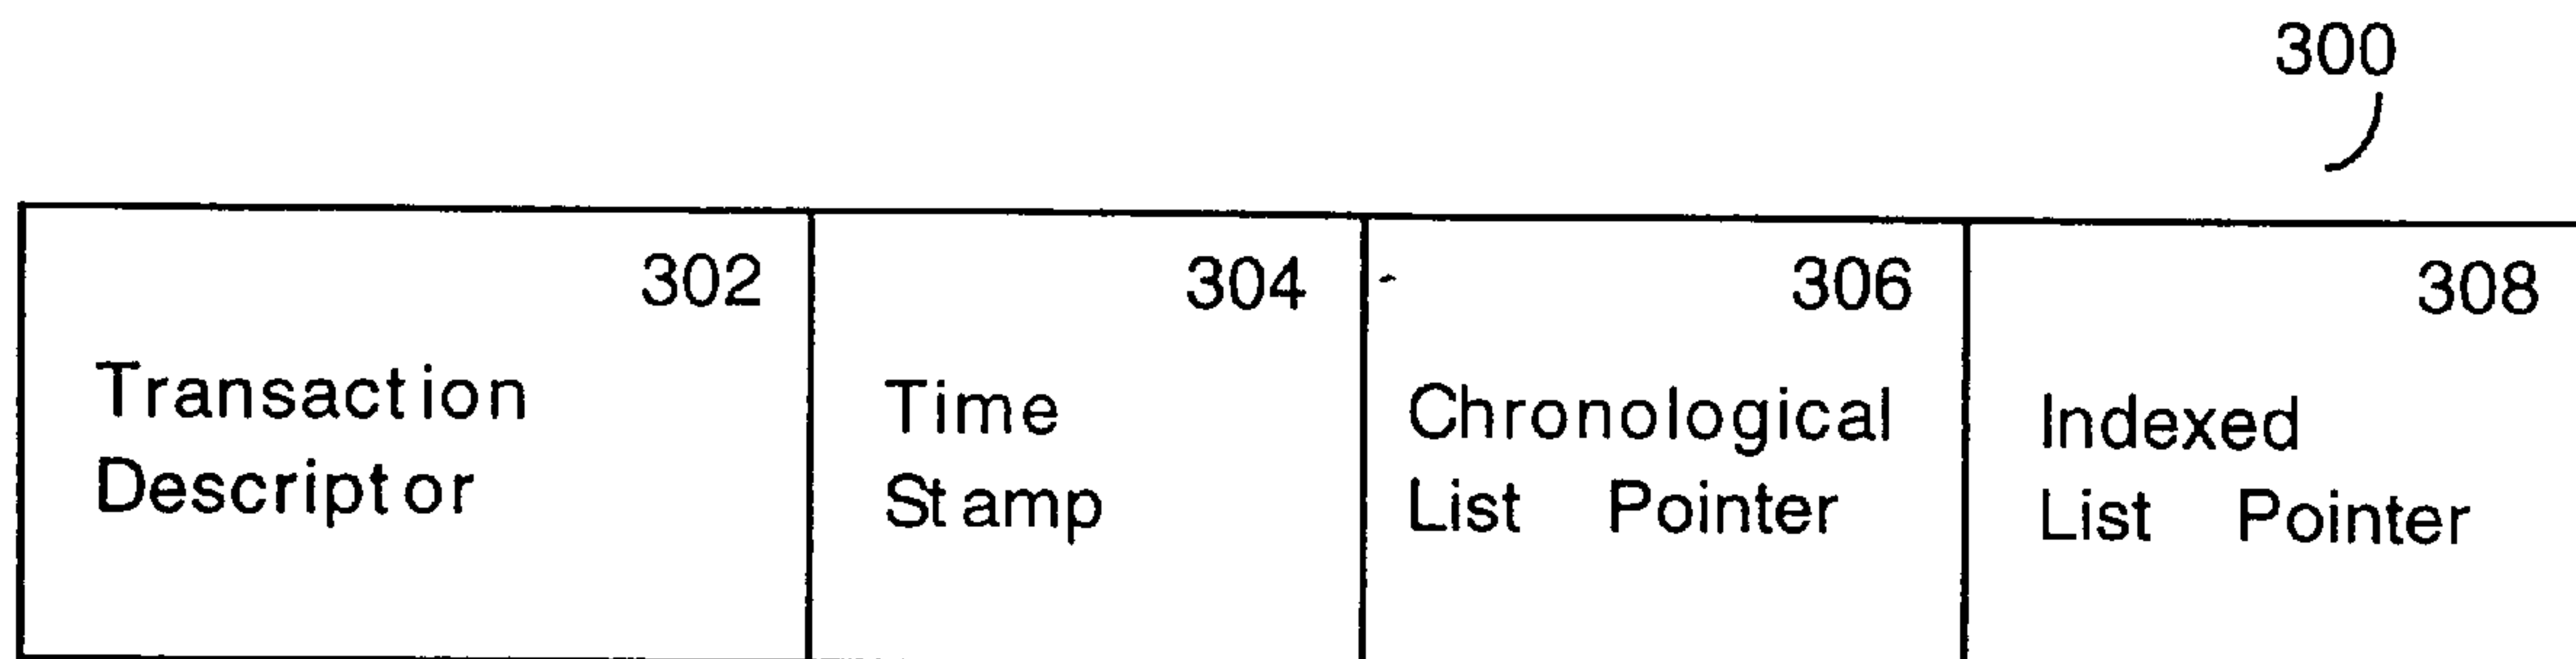 300
302
Transaction
Descriptor
304
Time
Stamp
306
Chronological
List Pointer
308
Indexed
List Pointer